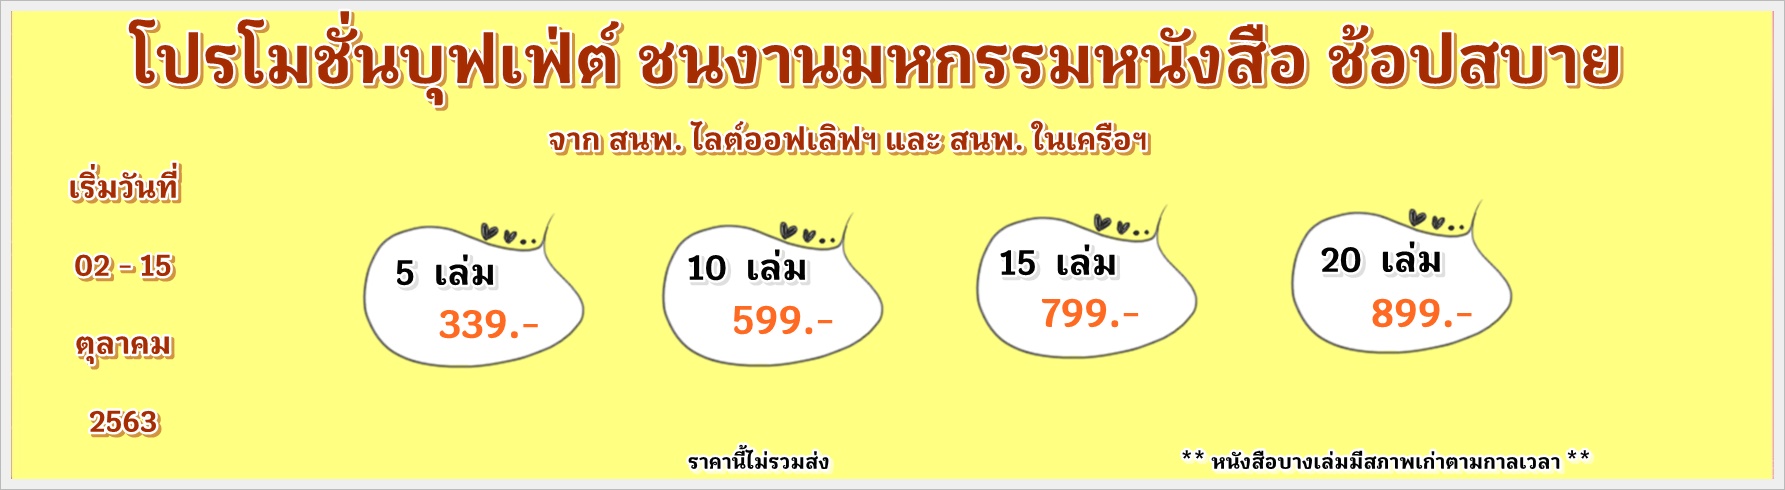 โปรโมชั่นบุฟเฟ่ต์ ชนงานมหกรรมหนังสือ ช้อปสบาย
จาก สนพ. ไลต์ออฟเลิฟฯ และ สนพ. ในเครือฯ
เริ่มวันที่
02 - 15
ตุลาคม
2563
5 เล่ม
339.-
10 เล่ม
599.-
15 เล่ม
799.-
20 เล่ม
899.-
ราคานี้ไม่รวมส่ง
** หนังสือบางเล่มมีสภาพเก่าตามกาลเวลา **